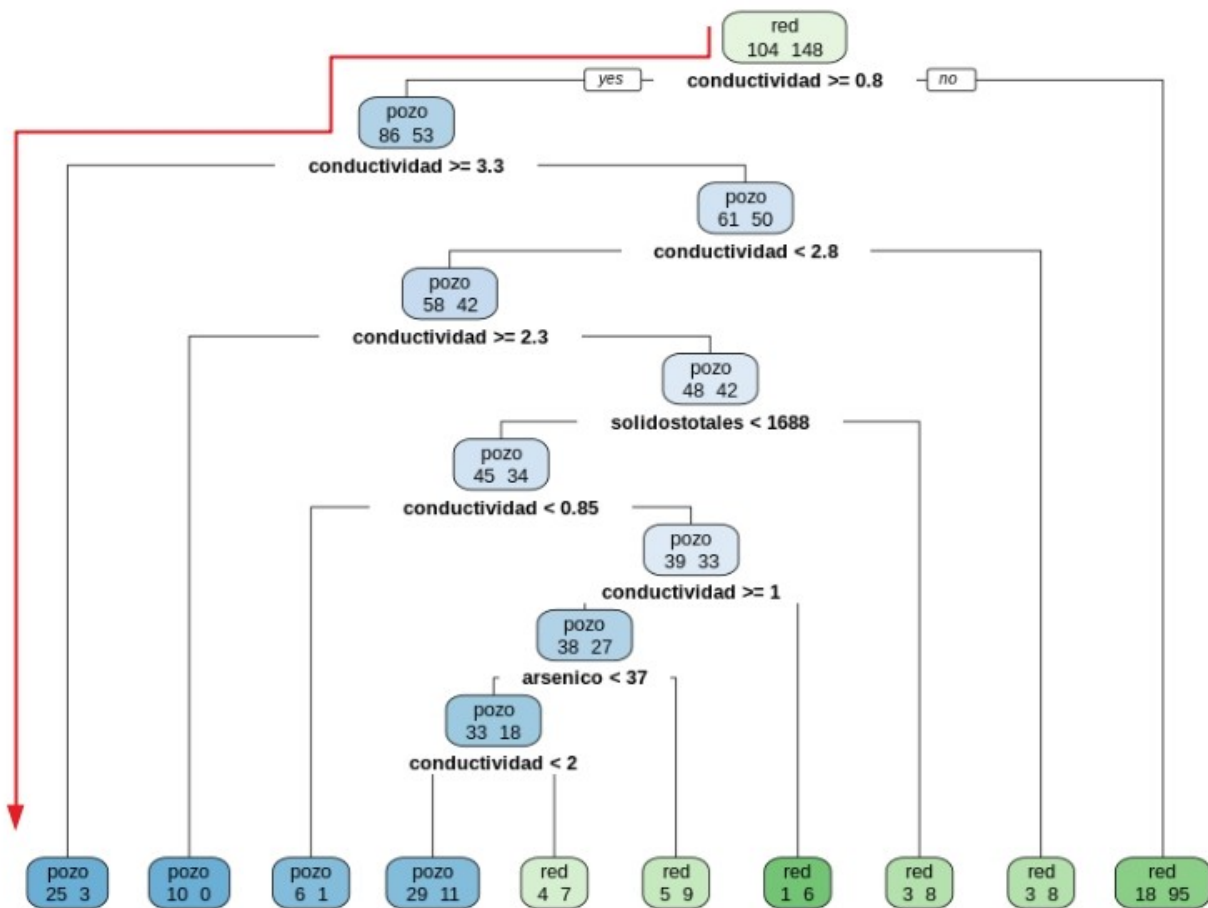 red
104 148
yes
conductividad >= 0.8
no
pozo
86 53
conductividad >= 3.3
pozo
61 50
conductividad < 2.8
pozo
58 42
conductividad >= 2.3
pozo
48 42
solidostotales < 1688
pozo
45 34
conductividad < 0.85
pozo
39 33
conductividad >= 1
pozo
38 27
arsenico < 37
pozo
33 18
conductividad < 2
pozo
25 3
pozo
10 0
pozo
6 1
pozo
29 11
red
4 7
red
5 9
red
1 6
red
3 8
red
3 8
red
18 95